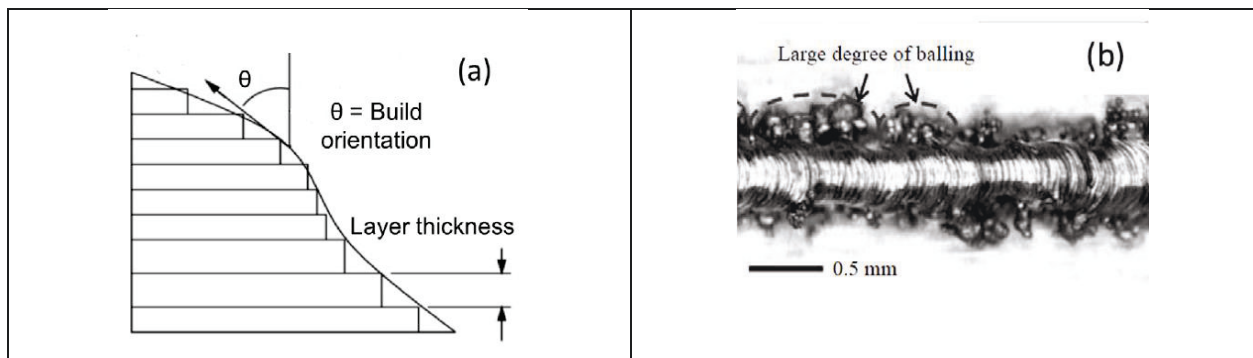 (a)
θ
θ = Build
orientation
Layer thickness
Large degree of balling
(b)
0.5 mm